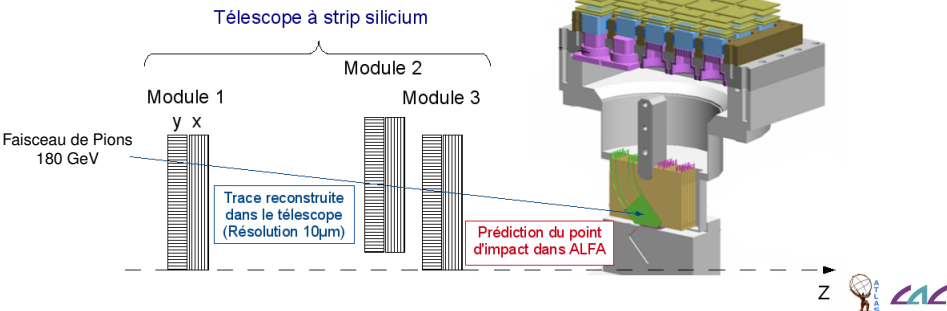 Télescope à strip silicium
Module 2
Module 1
Module 3
y x
Faisceau de Pions
180 GeV
Trace reconstruite
dans le télescope
(Résolution 10µm)
Prédiction du point
d'impact dans ALFA
Z
ATLAS